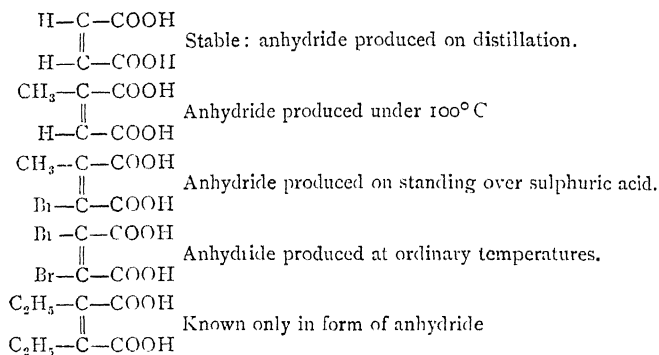 H—C—COOH
‖ Stable: anhydride produced on distillation.
H—C—COOH
CH₃—C—COOH
‖ Anhydride produced under 100° C
H—C—COOH
CH₃—C—COOH
‖ Anhydride produced on standing over sulphuric acid.
Br—C—COOH
Br—C—COOH
‖ Anhydride produced at ordinary temperatures.
Br—C—COOH
C₂H₅—C—COOH
‖ Known only in form of anhydride
C₂H₅—C—COOH